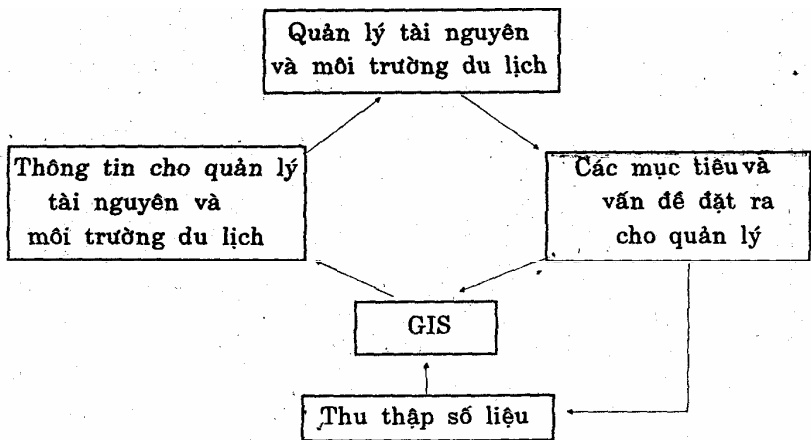 Quản lý tài nguyên
và môi trường du lịch
Thông tin cho quản lý
tài nguyên và
môi trường du lịch
Các mục tiêu và
vấn đề đặt ra
cho quản lý
GIS
Thu thập số liệu